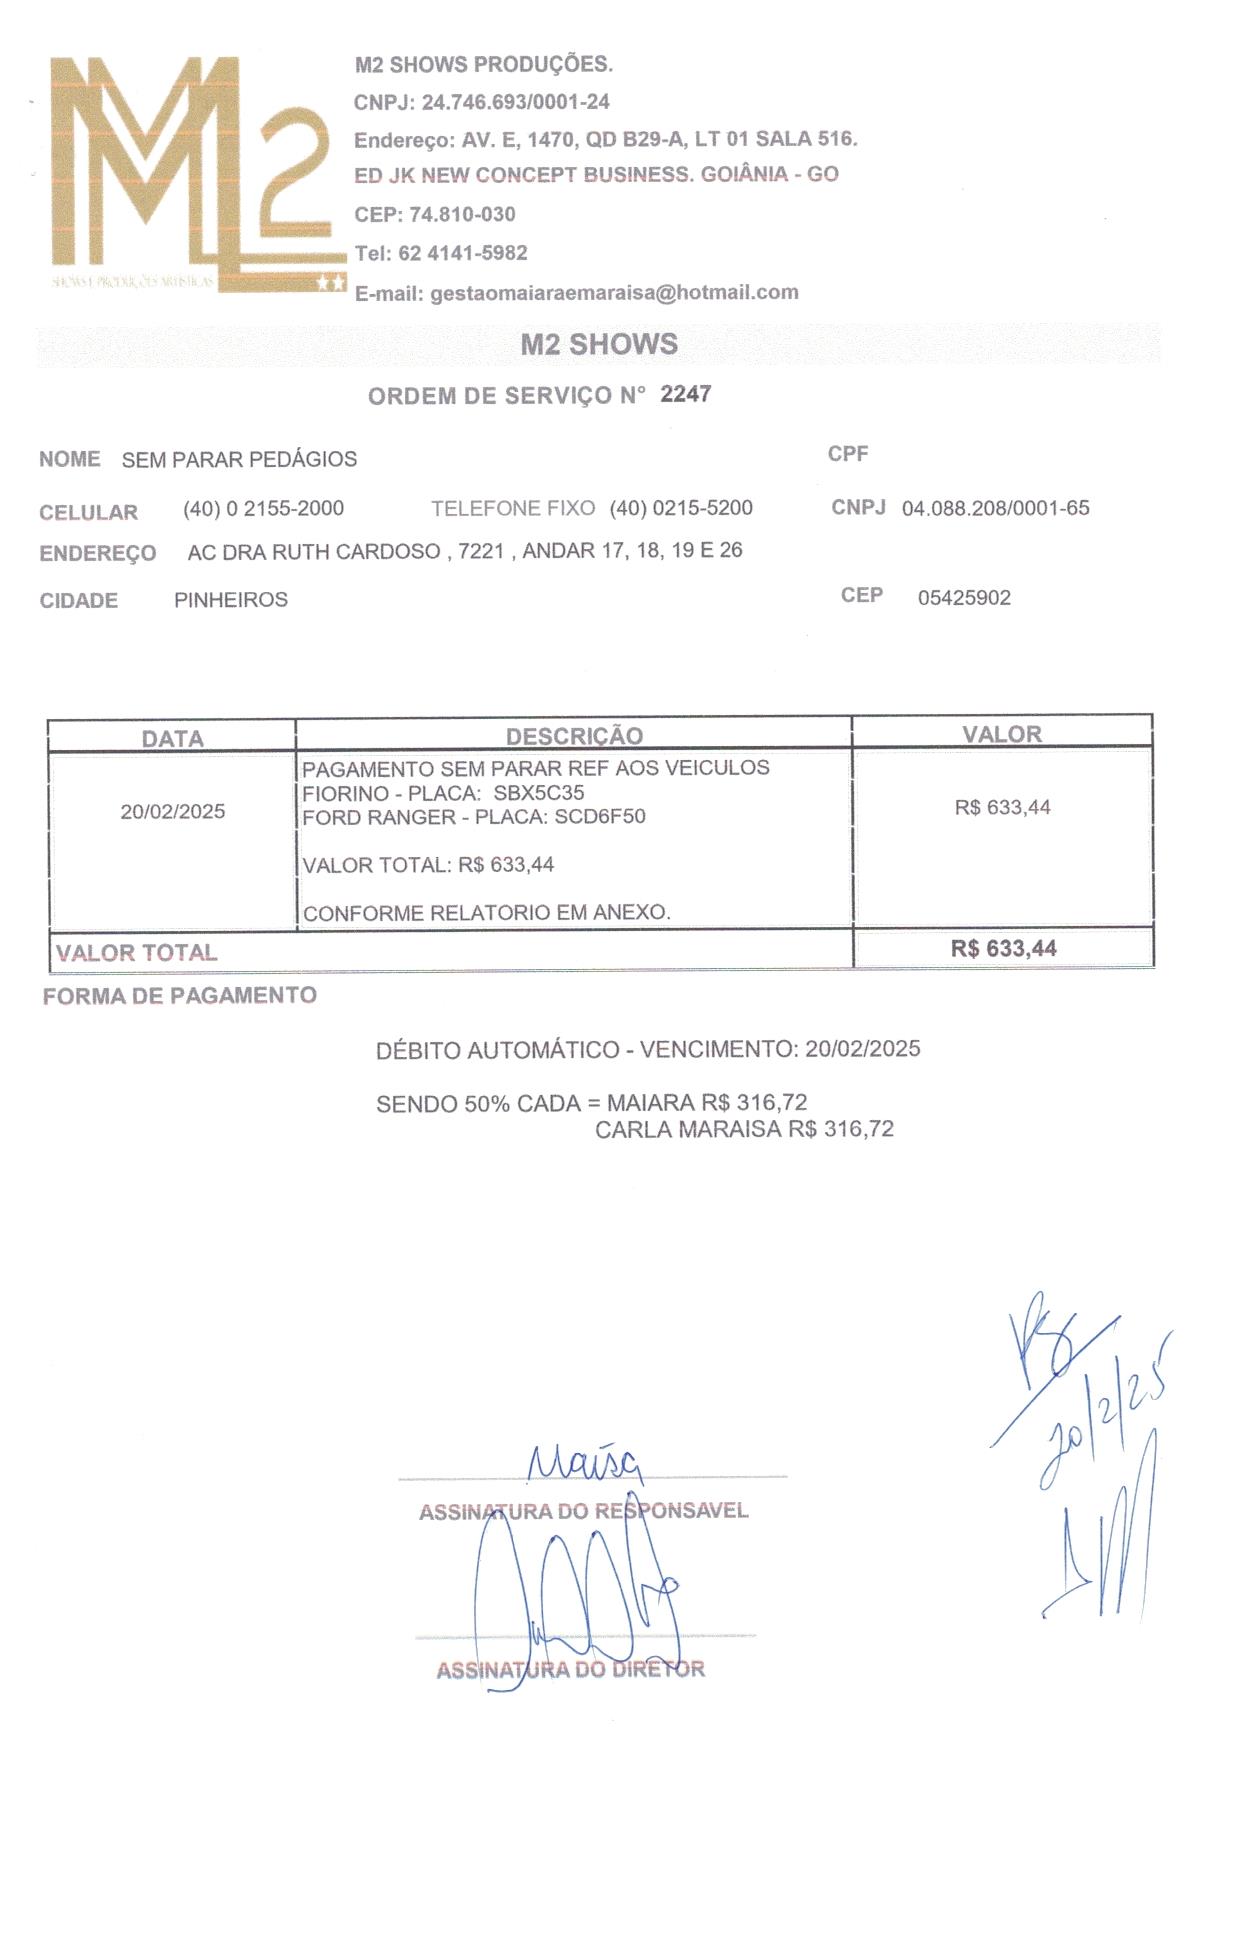 M2 SHOWS PRODUÇÕES.
CNPJ: 24.746.693/0001-24
Endereço: AV. E, 1470, QD B29-A, LT 01 SALA 516.
ED JK NEW CONCEPT BUSINESS. GOIÂNIA - GO
CEP: 74.810-030
Tel: 62 4141-5982
E-mail: gestaomaiaraemaraisa@hotmail.com
M2
SHOWS E PRODUÇÕES ARTISTICAS
M2 SHOWS
ORDEM DE SERVIÇO N° 2247
NOME SEM PARAR PEDÁGIOS CPF
CELULAR (40) 0 2155-2000 TELEFONE FIXO (40) 0215-5200 CNPJ 04.088.208/0001-65
ENDEREÇO AC DRA RUTH CARDOSO , 7221 , ANDAR 17, 18, 19 E 26
CIDADE PINHEIROS CEP 05425902
DATA DESCRIÇÃO VALOR
PAGAMENTO SEM PARAR REF AOS VEICULOS
FIORINO - PLACA: SBX5C35
20/02/2025 FORD RANGER - PLACA: SCD6F50 R$ 633,44
VALOR TOTAL: R$ 633,44
CONFORME RELATORIO EM ANEXO.
VALOR TOTAL R$ 633,44
FORMA DE PAGAMENTO
DÉBITO AUTOMÁTICO - VENCIMENTO: 20/02/2025
SENDO 50% CADA = MAIARA R$ 316,72
CARLA MARAISA R$ 316,72
20/2/25
Maísa
ASSINATURA DO RESPONSAVEL
ASSINATURA DO DIRETOR